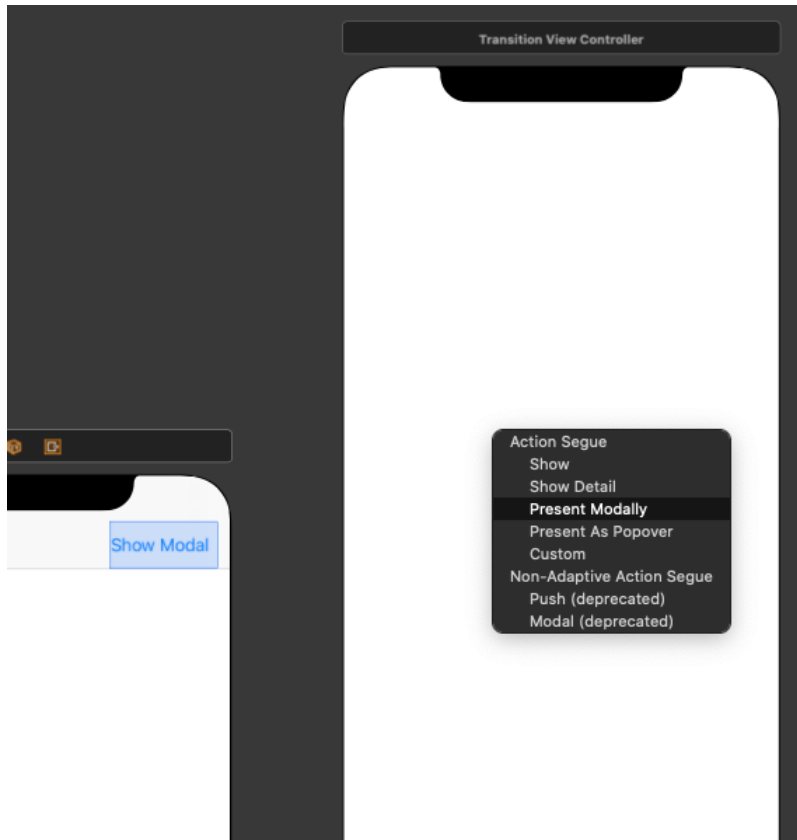 Transition View Controller
Action Segue
Show
Show Detail
Present Modally
Present As Popover
Custom
Non-Adaptive Action Segue
Push (deprecated)
Modal (deprecated)
Show Modal